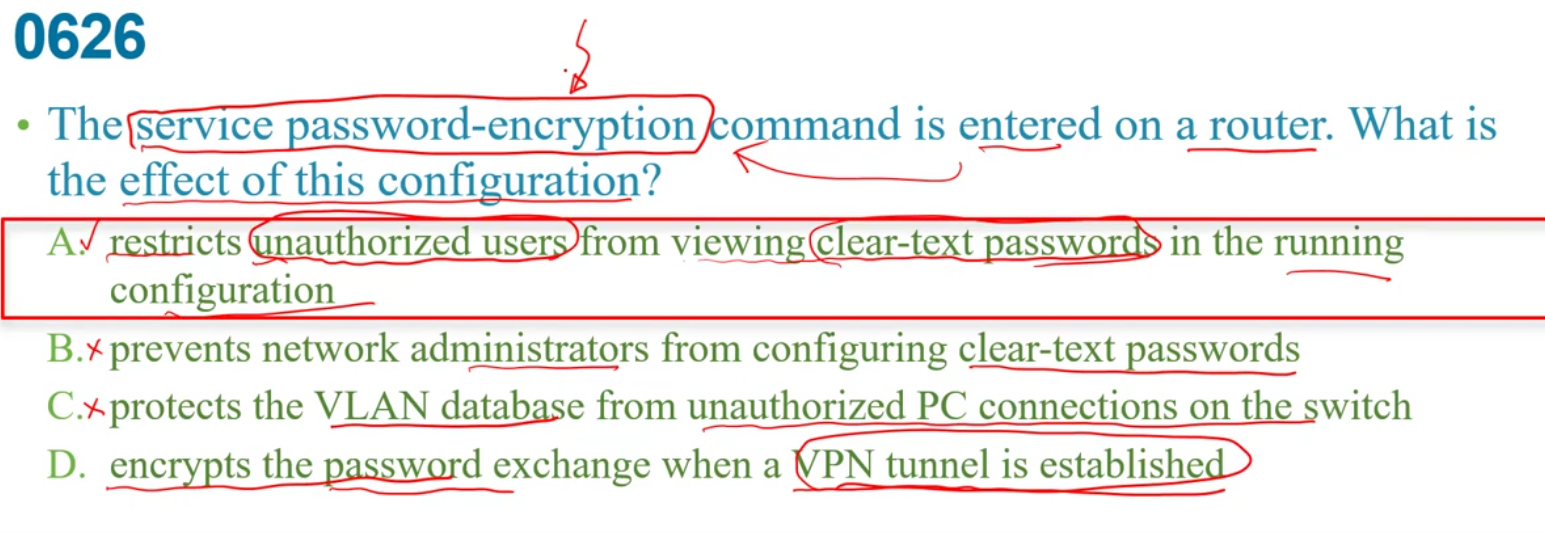 0626
• The service password-encryption command is entered on a router. What is
the effect of this configuration?
A. restricts unauthorized users from viewing clear-text passwords in the running
configuration
B. prevents network administrators from configuring clear-text passwords
C. protects the VLAN database from unauthorized PC connections on the switch
D. encrypts the password exchange when a VPN tunnel is established